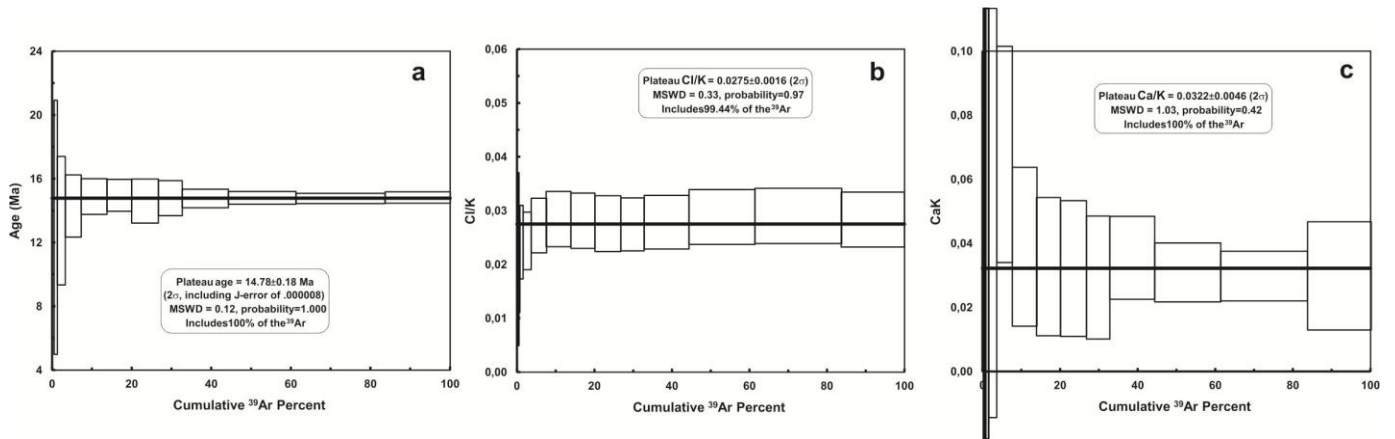 a
24
20
16
12
8
4
Age (Ma)
Plateau age = 14.78±0.18 Ma
(2σ, including J-error of .000008)
MSWD = 0.12, probability=1.000
Includes100% of the³⁹Ar
0 20 40 60 80 100
Cumulative ³⁹Ar Percent
b
0,06
0,05
0,04
0,03
0,02
0,01
0,00
Cl/K
Plateau Cl/K = 0.0275±0.0016 (2σ)
MSWD = 0.33, probability=0.97
Includes99.44% of the³⁹Ar
0 20 40 60 80 100
Cumulative ³⁹Ar Percent
c
0,10
0,08
0,06
0,04
0,02
0,00
CaK
Plateau Ca/K = 0.0322±0.0046 (2σ)
MSWD = 1.03, probability=0.42
Includes100% of the³⁹Ar
0 20 40 60 80 100
Cumulative ³⁹Ar Percent